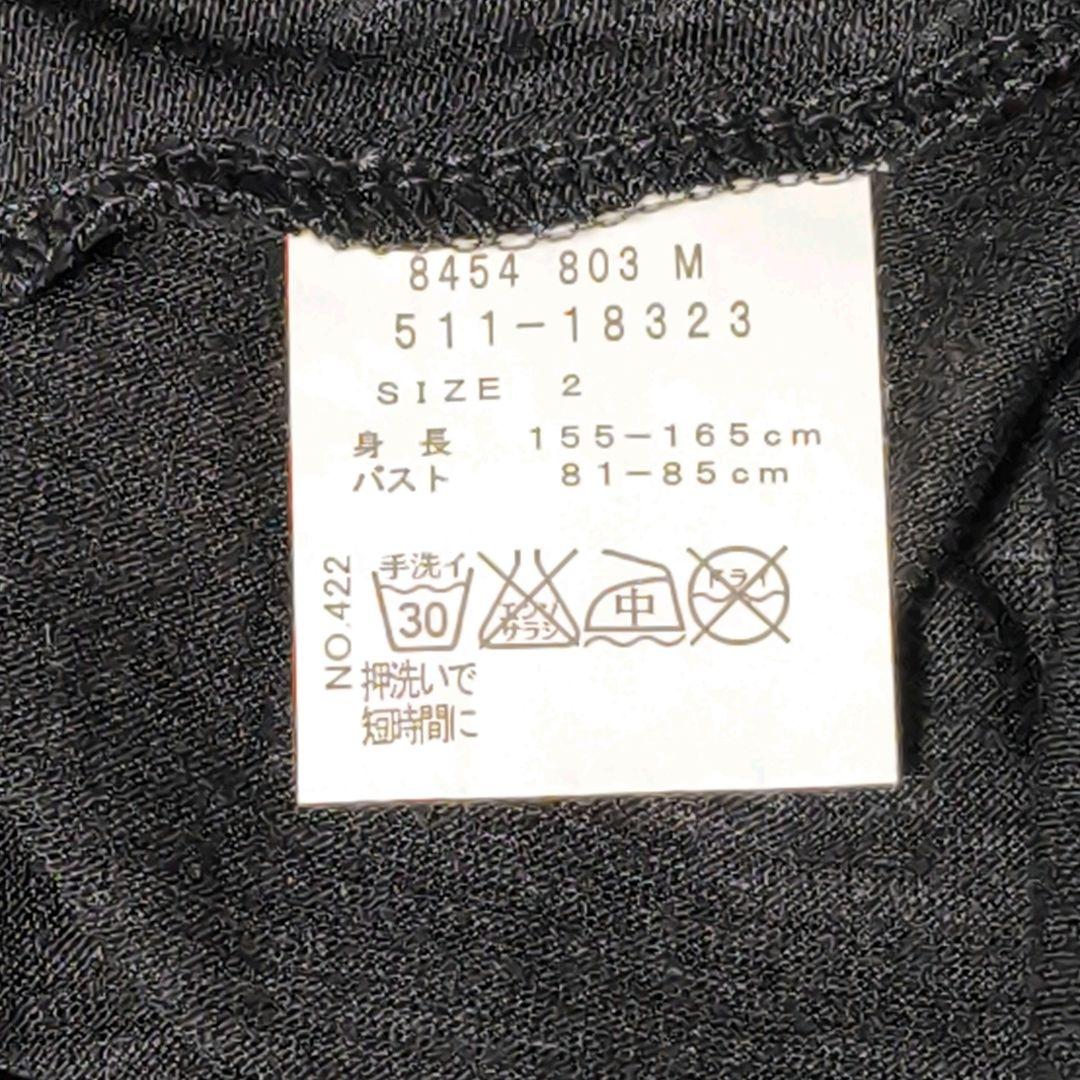 8454 803 M
511-18323
SIZE 2
身長 155-165cm
バスト 81-85cm
NO.422
手洗イ
30
エンソサラシ
中
ドライ
押洗いで
短時間に